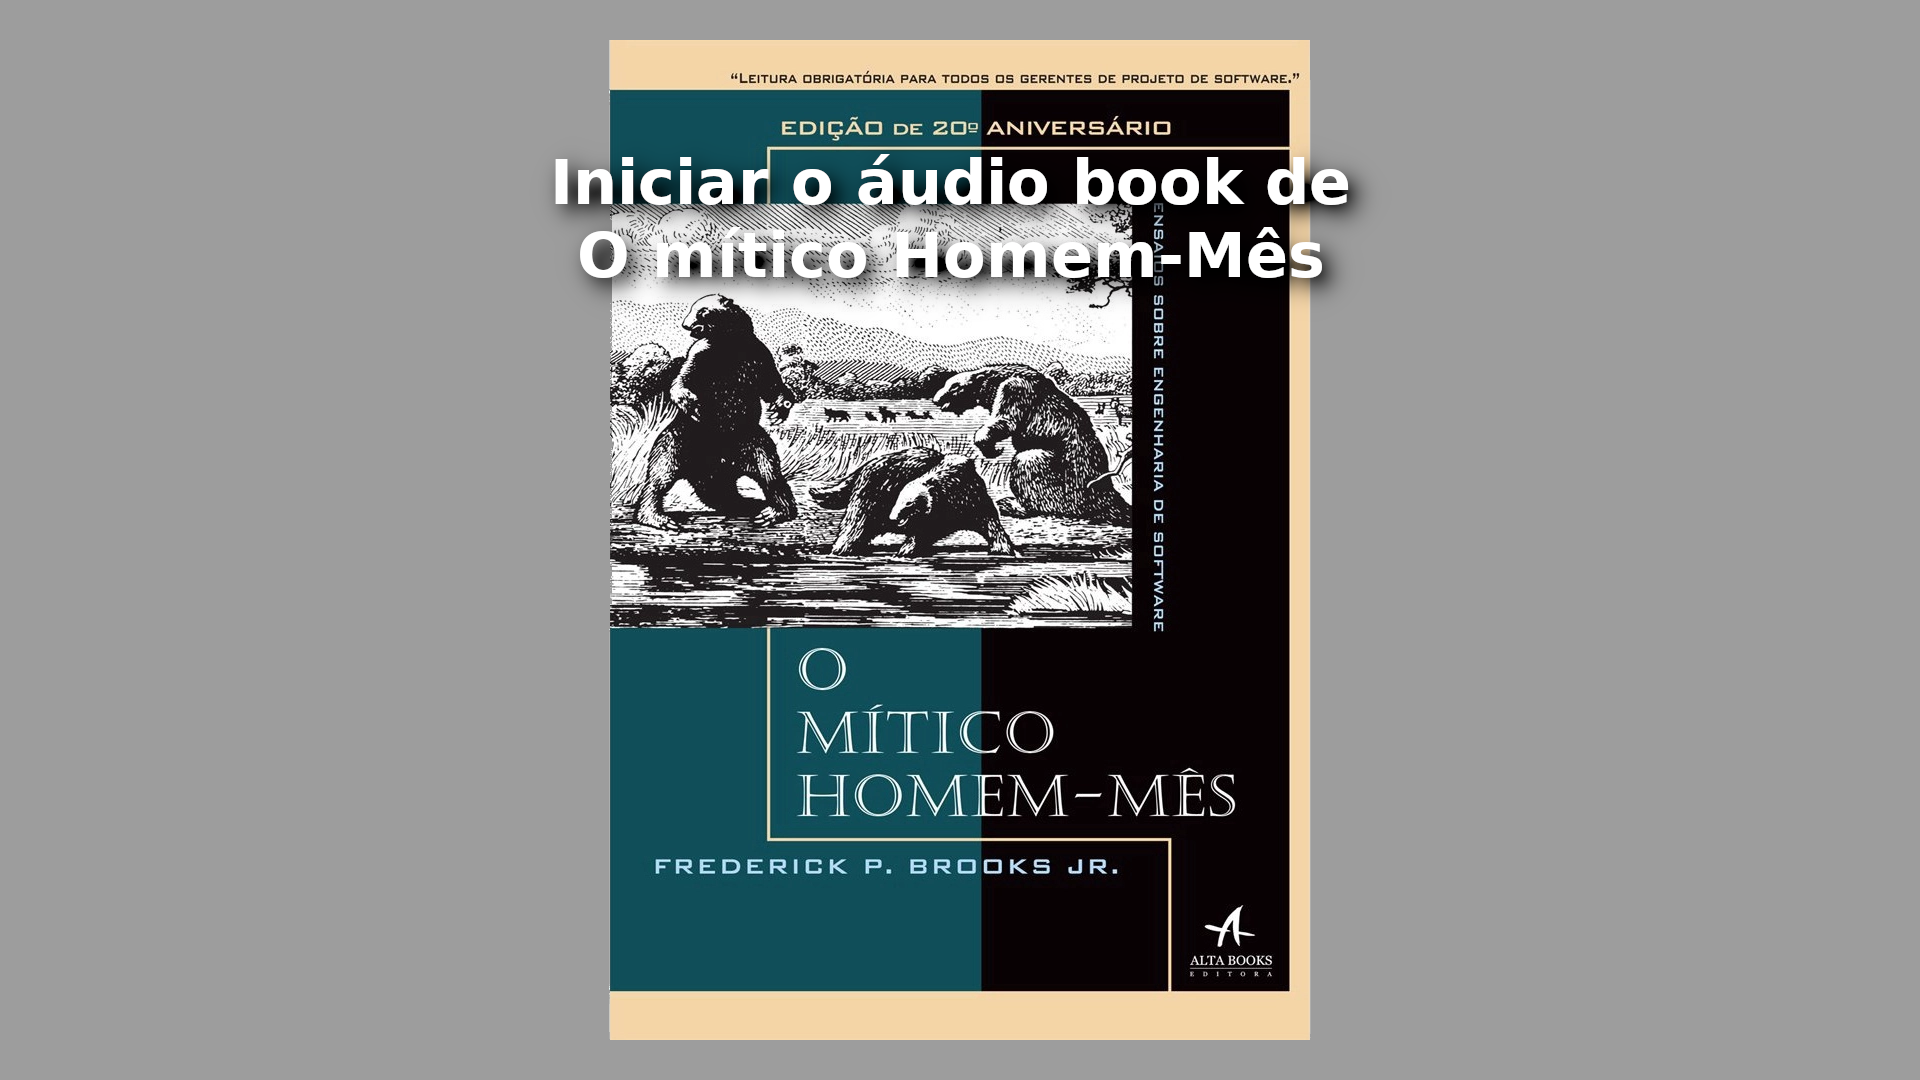 “Leitura obrigatória para todos os gerentes de projeto de software.”
EDIÇÃO DE 20º ANIVERSÁRIO
Iniciar o áudio book de
O mítico Homem-Mês
ENSAIOS SOBRE ENGENHARIA DE SOFTWARE
O
MÍTICO
HOMEM-MÊS
FREDERICK P. BROOKS JR.
ALTA BOOKS
EDITORA